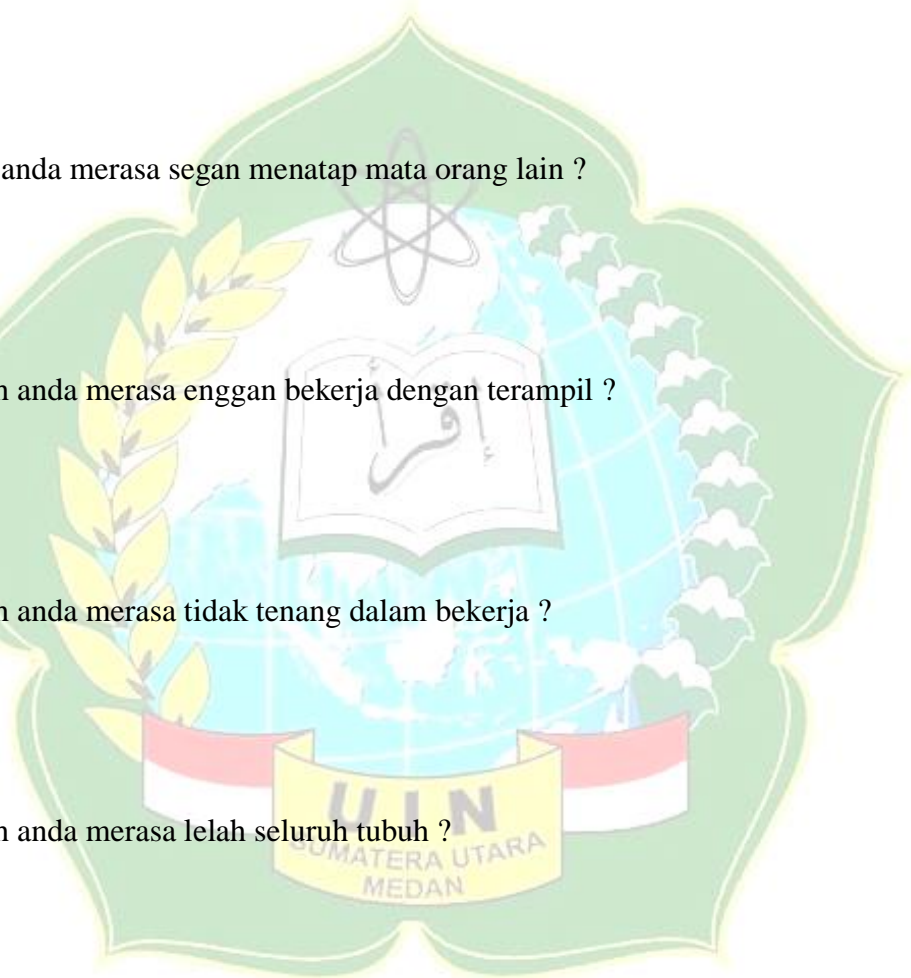 anda merasa segan menatap mata orang lain ?
اقرأ
anda merasa enggan bekerja dengan terampil ?
anda merasa tidak tenang dalam bekerja ?
anda merasa lelah seluruh tubuh ?
UIN
SUMATERA UTARA
MEDAN